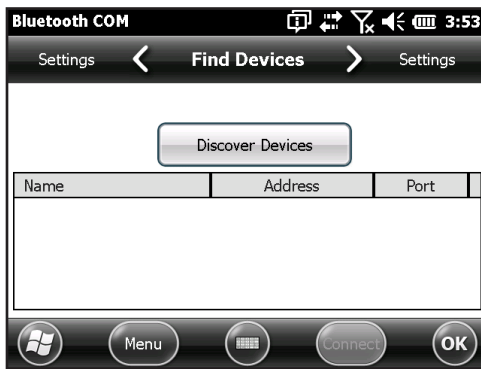 Bluetooth COM 3:53
Settings Find Devices Settings
Discover Devices
Name Address Port
Menu Connect OK